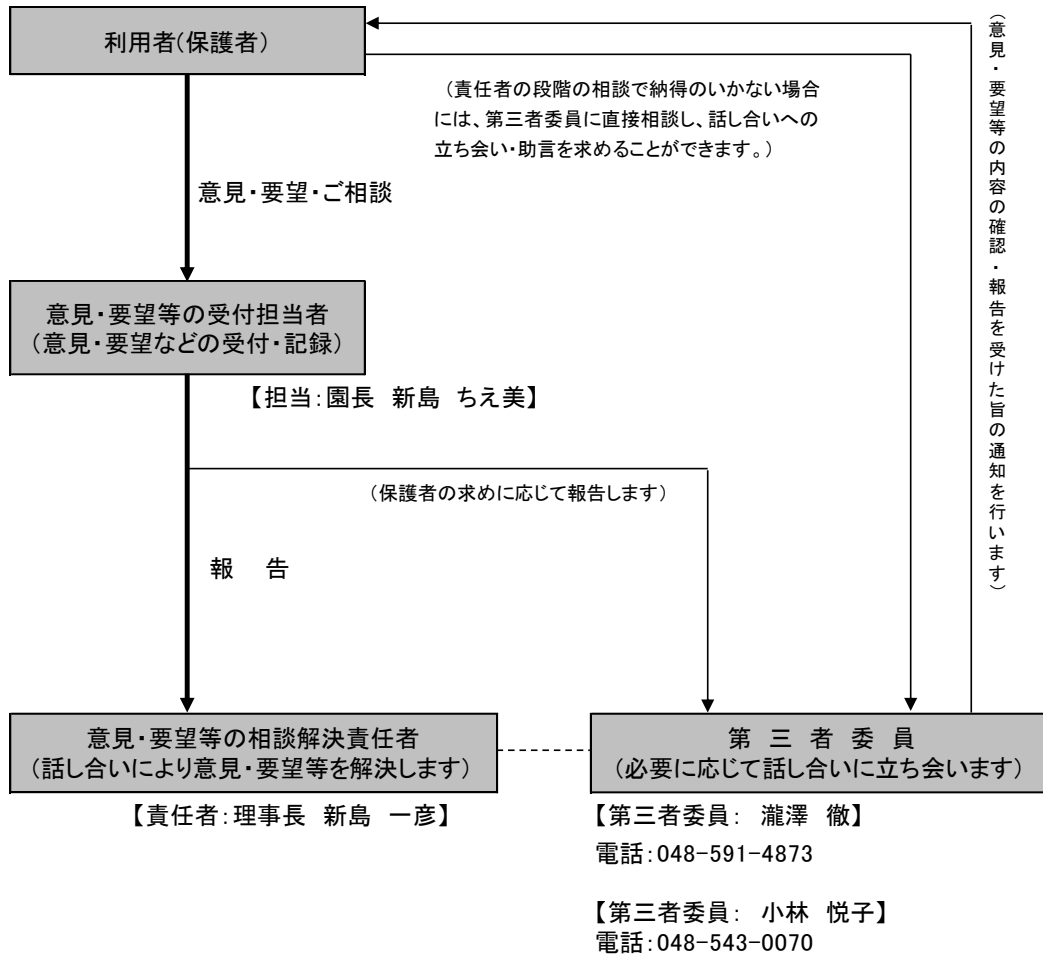 利用者(保護者)
(責任者の段階の相談で納得のいかない場合
には、第三者委員に直接相談し、話し合いへの
立ち会い・助言を求めることができます。)
(意見・要望等の内容の確認・報告を受けた旨の通知を行います)
意見・要望・ご相談
意見・要望等の受付担当者
(意見・要望などの受付・記録)
【担当:園長 新島 ちえ美】
(保護者の求めに応じて報告します)
報 告
意見・要望等の相談解決責任者
(話し合いにより意見・要望等を解決します)
【責任者:理事長 新島 一彦】
第 三 者 委 員
(必要に応じて話し合いに立ち会います)
【第三者委員: 瀧澤 徹】
電話:048-591-4873
【第三者委員: 小林 悦子】
電話:048-543-0070